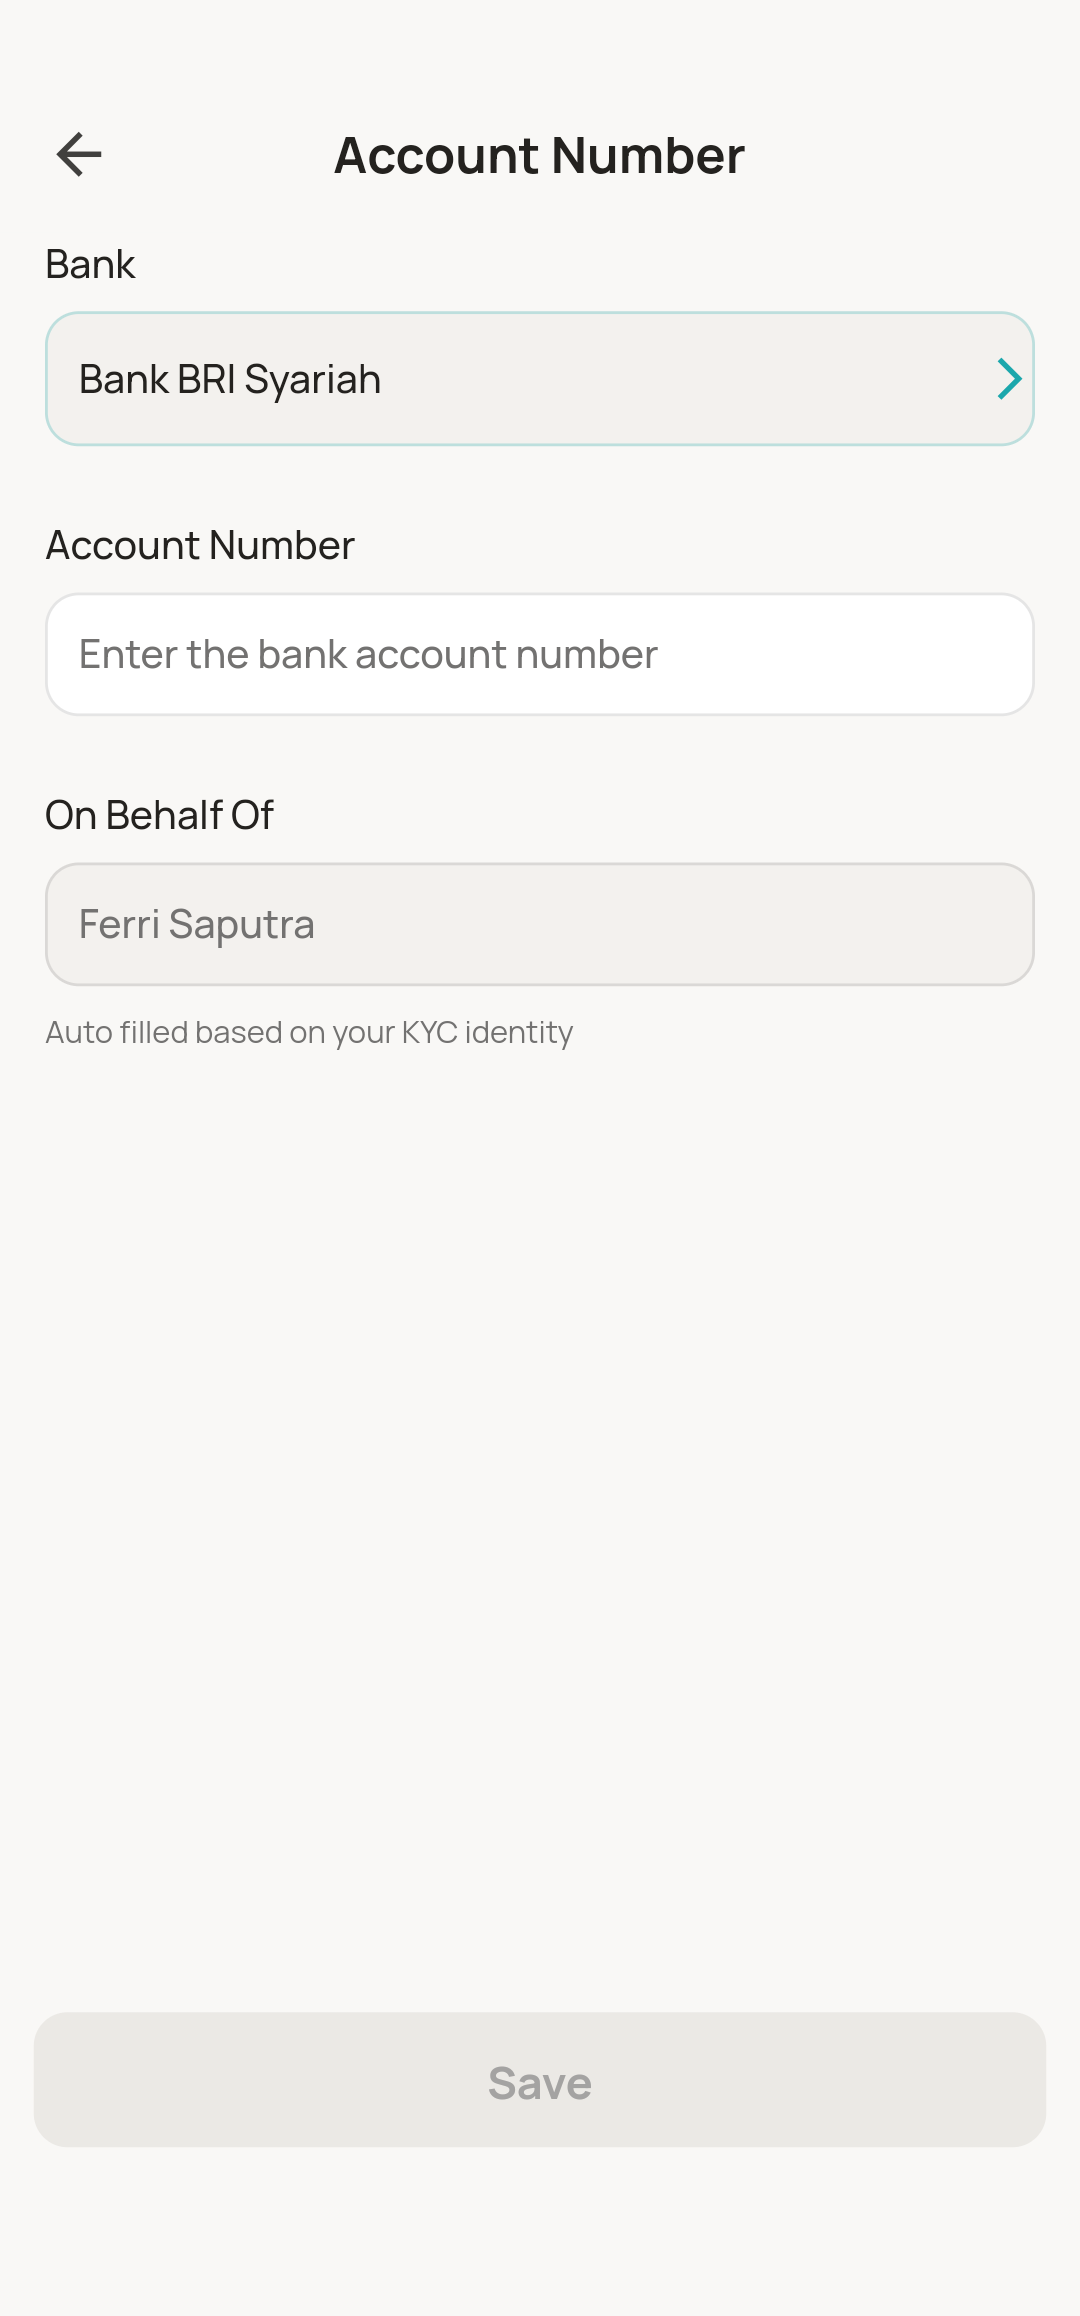 Account Number
Bank
Bank BRI Syariah
Account Number
Enter the bank account number
On Behalf Of
Ferri Saputra
Auto filled based on your KYC identity
Save